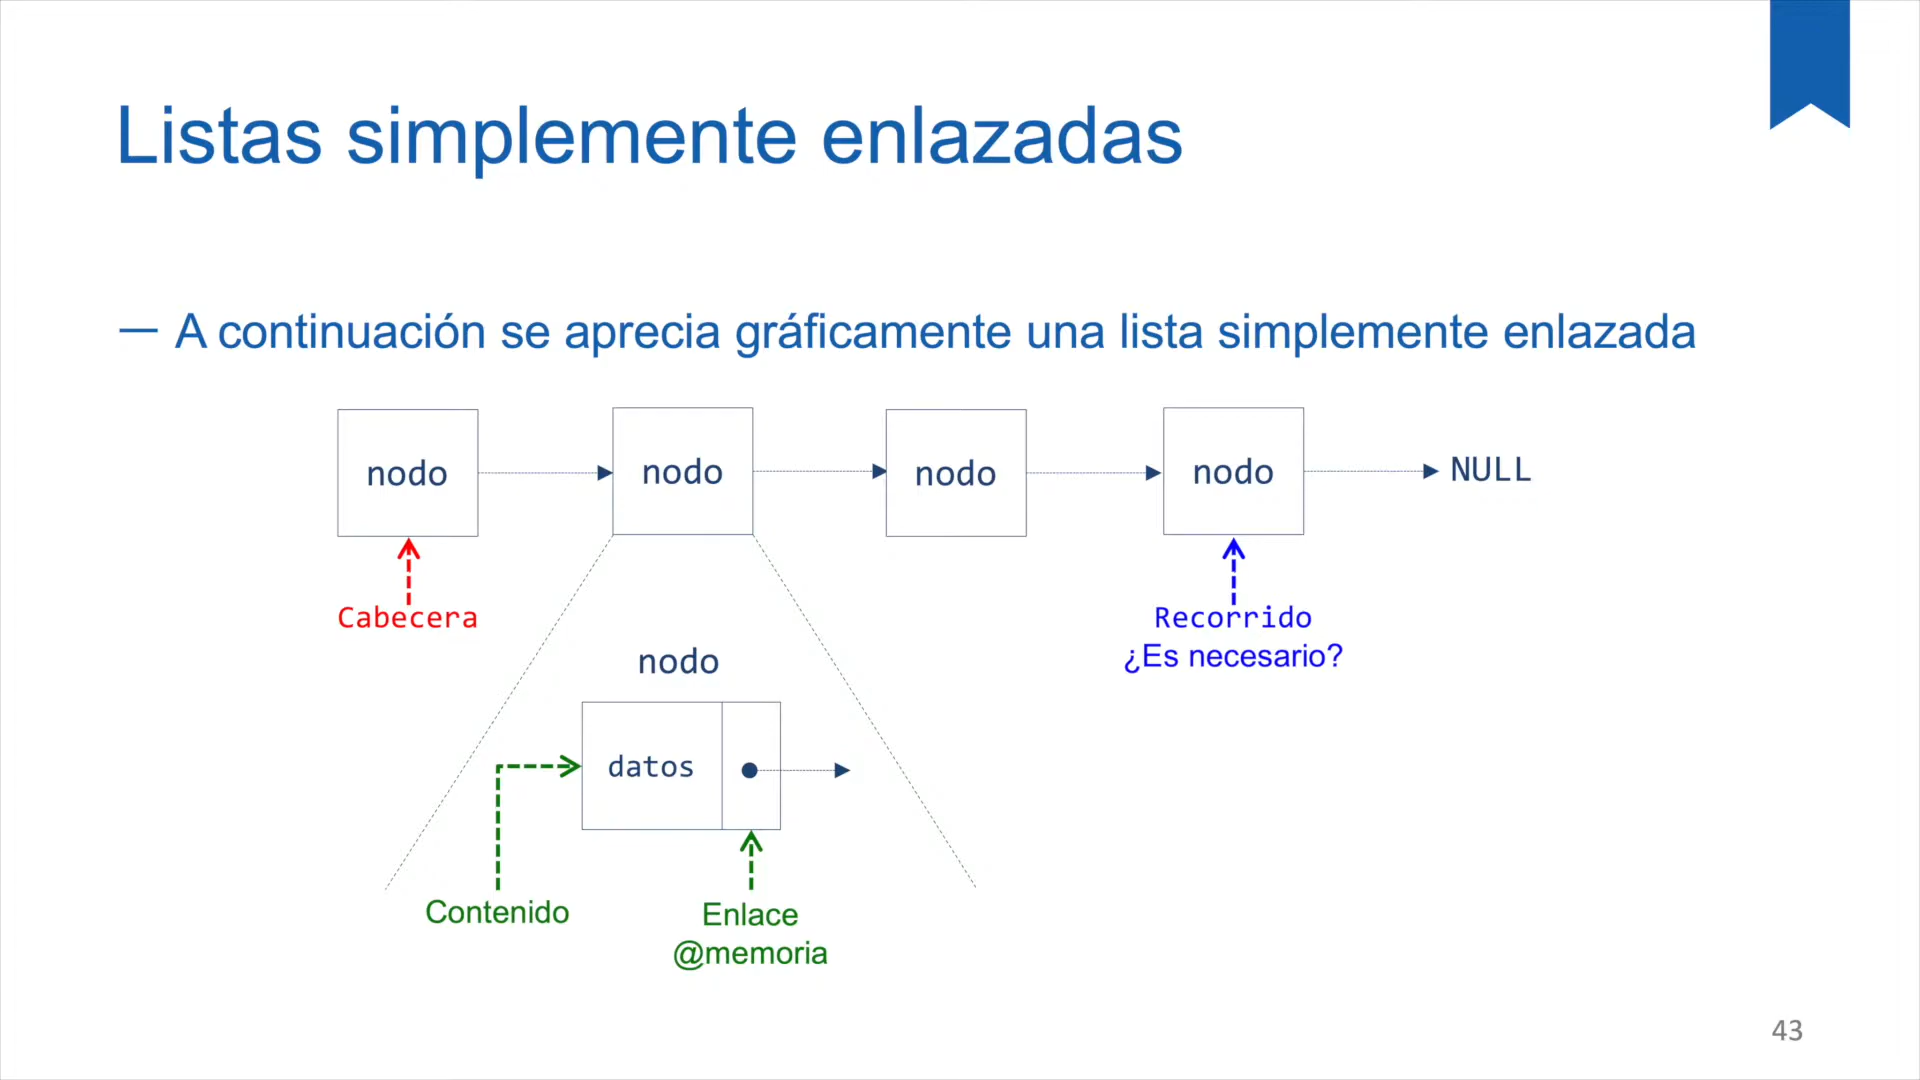 Listas simplemente enlazadas
— A continuación se aprecia gráficamente una lista simplemente enlazada
nodo
nodo
nodo
nodo
NULL
Cabecera
Recorrido
¿Es necesario?
nodo
datos
Contenido
Enlace
@memoria
43